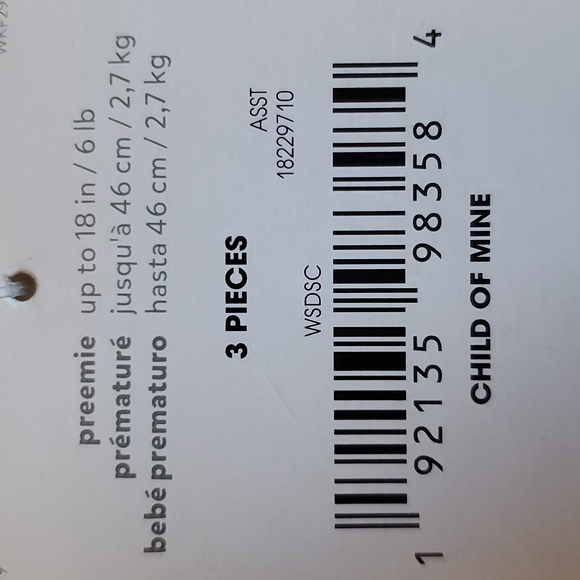 preemie up to 18 in / 6 lb
prématuré jusqu'à 46 cm / 2,7 kg
bebé prematuro hasta 46 cm / 2,7 kg
3 PIECES
ASST
18229710
WSDSC
1 92135 98358 4
CHILD OF MINE